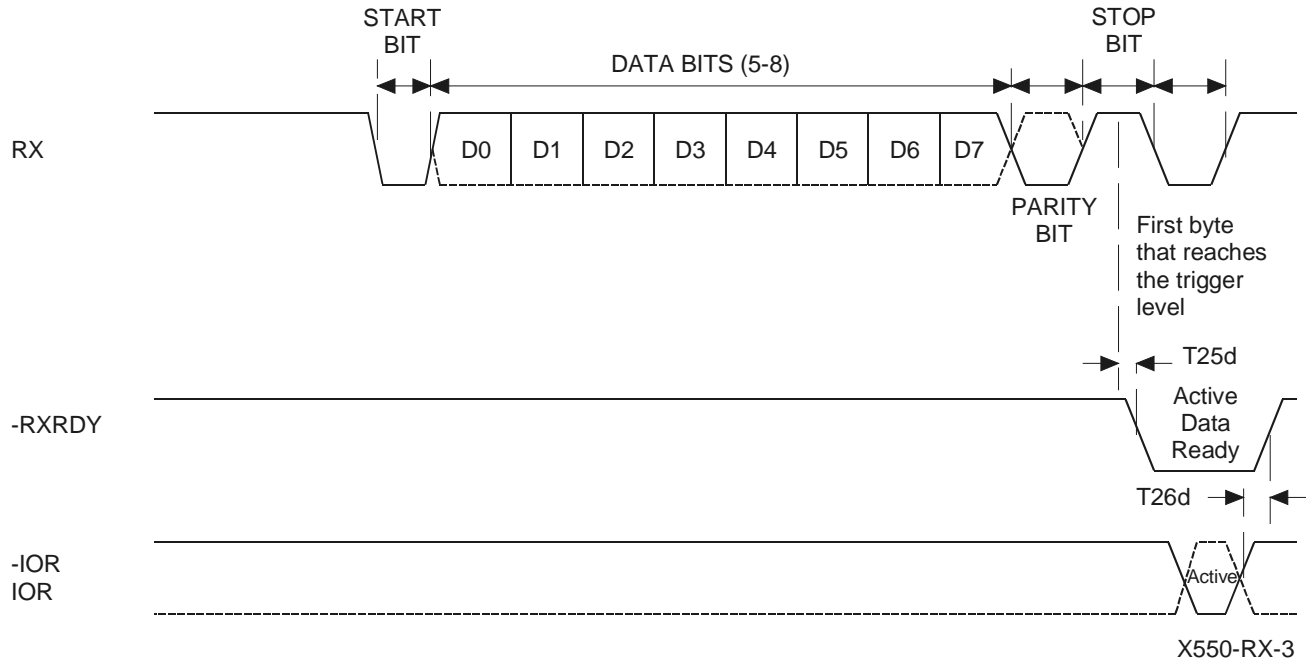 START
BIT
STOP
BIT
DATA BITS (5-8)
RX
D0 D1 D2 D3 D4 D5 D6 D7
PARITY
BIT
First byte
that reaches
the trigger
level
T25d
-RXRDY
Active
Data
Ready
T26d
-IOR
IOR
Active
X550-RX-3